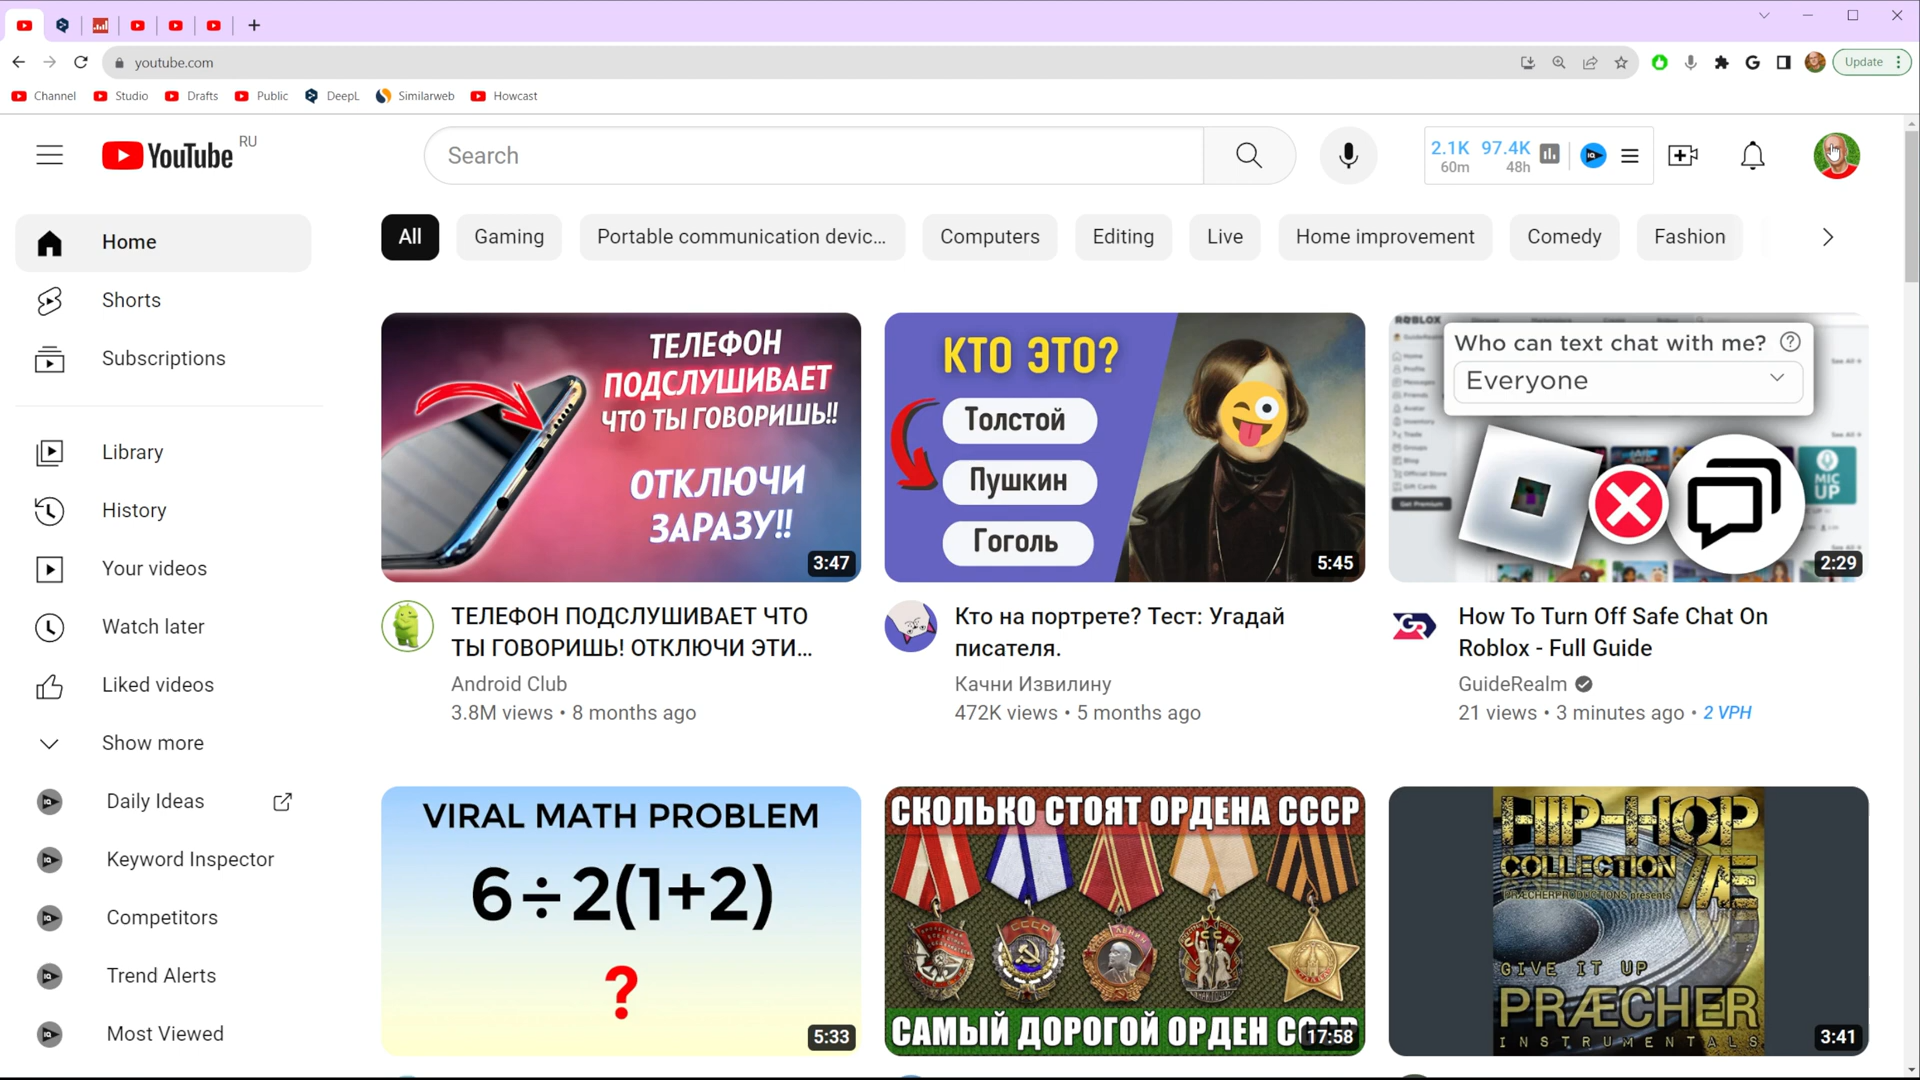 youtube.com
Update
Channel
Studio
Drafts
Public
DeepL
Similarweb
Howcast
YouTube RU
Search
2.1K 97.4K
60m 48h
All
Gaming
Portable communication devic...
Computers
Editing
Live
Home improvement
Comedy
Fashion
Home
Shorts
Subscriptions
Library
History
Your videos
Watch later
Liked videos
Show more
Daily Ideas
Keyword Inspector
Competitors
Trend Alerts
Most Viewed
ТЕЛЕФОН
ПОДСЛУШИВАЕТ
ЧТО ТЫ ГОВОРИШЬ!!
ОТКЛЮЧИ
ЗАРАЗУ!!
3:47
ТЕЛЕФОН ПОДСЛУШИВАЕТ ЧТО
ТЫ ГОВОРИШЬ! ОТКЛЮЧИ ЭТИ...
Android Club
3.8M views • 8 months ago
КТО ЭТО?
Толстой
Пушкин
Гоголь
5:45
Кто на портрете? Тест: Угадай
писателя.
Качни Извилину
472K views • 5 months ago
ROBLOX
Who can text chat with me?
Everyone
MIC
UP
2:29
How To Turn Off Safe Chat On
Roblox - Full Guide
GuideRealm
21 views • 3 minutes ago • 2 VPH
VIRAL MATH PROBLEM
6÷2(1+2)
?
5:33
СКОЛЬКО СТОЯТ ОРДЕНА СССР
САМЫЙ ДОРОГОЙ ОРДЕН СССР
17:58
HIP-HOP
COLLECTION
PRÆCHERPRODUCTIONS presents
GIVE IT UP
PRÆCHER
INSTRUMENTALS
3:41